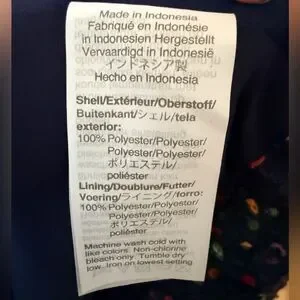 Made in Indonesia
Fabriqué en Indonésie
in Indonesien Hergestellt
Vervaardigd in Indonesië
インドネシア製
Hecho en Indonesia
Shell/Extérieur/Oberstoff/
Buitenkant/シェル/tela
exterior:
100% Polyester/Polyester/
Polyester/Polyester/
ポリエステル/
poliéster
Lining/Doublure/Futter/
Voering/ライニング/forro:
100% Polyester/Polyester/
Polyester/Polyester/
ポリエステル/
poliéster
Machine wash cold with
like colors. Non-chlorine
bleach only. Tumble dry
low. Iron on lowest setting